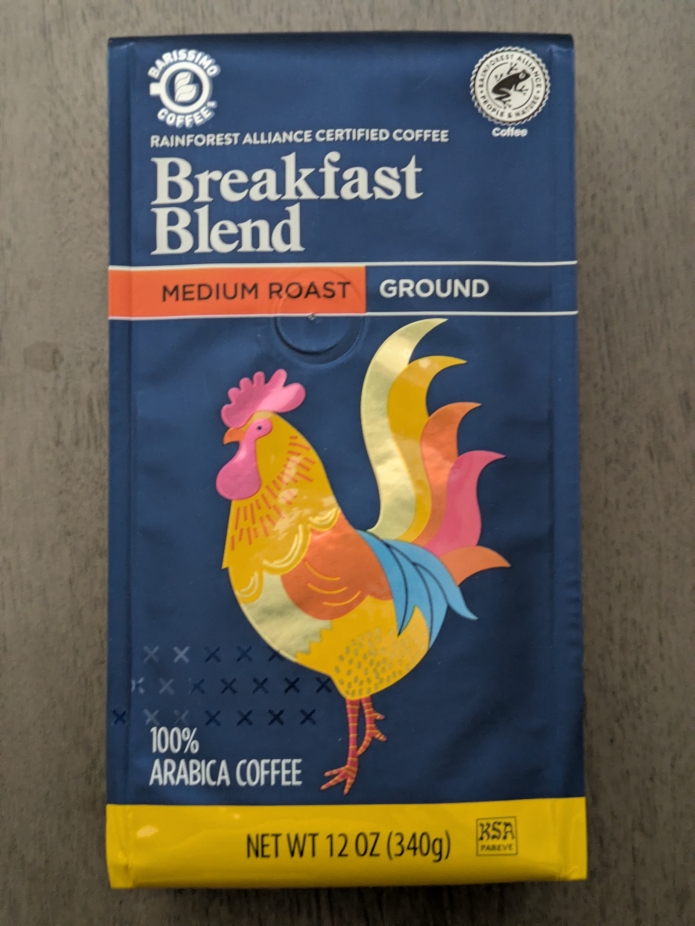 BARISSIMO
COFFEE
RAINFOREST ALLIANCE
PEOPLE & NATURE
Coffee
RAINFOREST ALLIANCE CERTIFIED COFFEE
Breakfast
Blend
MEDIUM ROAST GROUND
100%
ARABICA COFFEE
NET WT 12 OZ (340g)
KSA
PAREVE